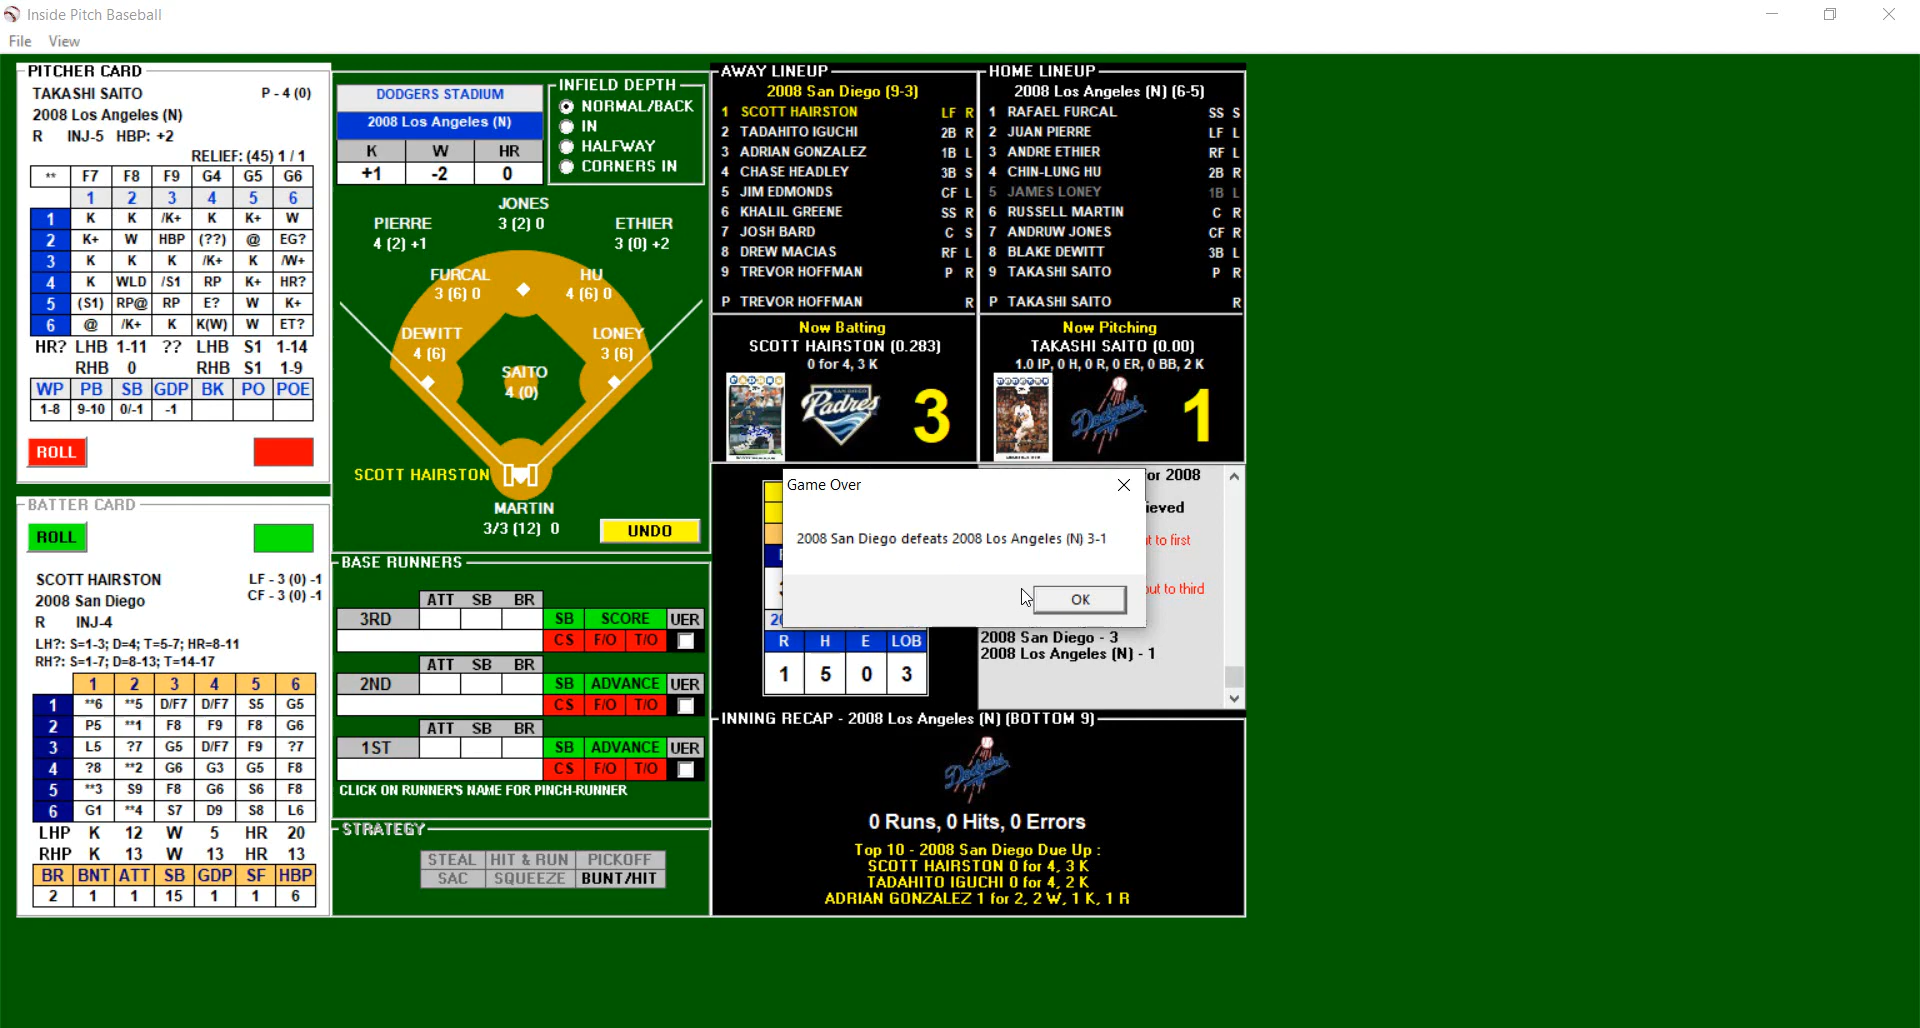 Inside Pitch Baseball
File View
PITCHER CARD
TAKASHI SAITO P - 4 (0)
2008 Los Angeles (N)
R INJ-5 HBP: +2
RELIEF: (45) 1 / 1
** F7 F8 F9 G4 G5 G6
1 2 3 4 5 6
1 K K /K+ K K+ W
2 K+ W HBP (??) @ EG?
3 K K K /K+ K /W+
4 K WLD /S1 RP K+ HR?
5 (S1) RP@ RP E? W K+
6 @ /K+ K K(W) W ET?
HR? LHB 1-11 ?? LHB S1 1-14
RHB 0 RHB S1 1-9
WP PB SB GDP BK PO POE
1-8 9-10 0/-1 -1
ROLL
BATTER CARD
ROLL
SCOTT HAIRSTON LF - 3 (0) -1
2008 San Diego CF - 3 (0) -1
R INJ-4
LH?: S=1-3; D=4; T=5-7; HR=8-11
RH?: S=1-7; D=8-13; T=14-17
1 2 3 4 5 6
1 **6 **5 D/F7 D/F7 S5 G5
2 P5 **1 F8 F9 F8 G6
3 L5 ?7 G5 D/F7 F9 ?7
4 ?8 **2 G6 G3 G5 F8
5 **3 S9 F8 G6 S6 F8
6 G1 **4 S7 D9 S8 L6
LHP K 12 W 5 HR 20
RHP K 13 W 13 HR 13
BR BNT ATT SB GDP SF HBP
2 1 1 15 1 1 6
DODGERS STADIUM
2008 Los Angeles (N)
K W HR
+1 -2 0
INFIELD DEPTH
NORMAL/BACK
IN
HALFWAY
CORNERS IN
JONES
3 (2) 0
PIERRE
4 (2) +1
ETHIER
3 (0) +2
FURCAL
3 (6) 0
HU
4 (6) 0
DEWITT
4 (6)
LONEY
3 (6)
SAITO
4 (0)
SCOTT HAIRSTON
MARTIN
3/3 (12) 0
UNDO
BASE RUNNERS
ATT SB BR
3RD SB SCORE UER
CS F/O T/O
ATT SB BR
2ND SB ADVANCE UER
CS F/O T/O
ATT SB BR
1ST SB ADVANCE UER
CS F/O T/O
CLICK ON RUNNER'S NAME FOR PINCH-RUNNER
STRATEGY
STEAL HIT & RUN PICKOFF
SAC SQUEEZE BUNT/HIT
AWAY LINEUP
2008 San Diego (9-3)
1 SCOTT HAIRSTON LF R
2 TADAHITO IGUCHI 2B R
3 ADRIAN GONZALEZ 1B L
4 CHASE HEADLEY 3B S
5 JIM EDMONDS CF L
6 KHALIL GREENE SS R
7 JOSH BARD C S
8 DREW MACIAS RF L
9 TREVOR HOFFMAN P R
P TREVOR HOFFMAN R
HOME LINEUP
2008 Los Angeles (N) (6-5)
1 RAFAEL FURCAL SS S
2 JUAN PIERRE LF L
3 ANDRE ETHIER RF L
4 CHIN-LUNG HU 2B R
5 JAMES LONEY 1B L
6 RUSSELL MARTIN C R
7 ANDRUW JONES CF R
8 BLAKE DEWITT 3B L
9 TAKASHI SAITO P R
P TAKASHI SAITO R
Now Batting
SCOTT HAIRSTON (0.283)
0 for 4, 3 K
Padres
3
Now Pitching
TAKASHI SAITO (0.00)
1.0 IP, 0 H, 0 R, 0 ER, 0 BB, 2 K
Dodgers
1
Game Over
2008 San Diego defeats 2008 Los Angeles (N) 3-1
OK
or 2008
ieved
t to first
out to third
2008 San Diego - 3
2008 Los Angeles (N) - 1
20
R H E LOB
1 5 0 3
INNING RECAP - 2008 Los Angeles (N) (BOTTOM 9)
Dodgers
0 Runs, 0 Hits, 0 Errors
Top 10 - 2008 San Diego Due Up :
SCOTT HAIRSTON 0 for 4, 3 K
TADAHITO IGUCHI 0 for 4, 2 K
ADRIAN GONZALEZ 1 for 2, 2 W, 1 K, 1 R